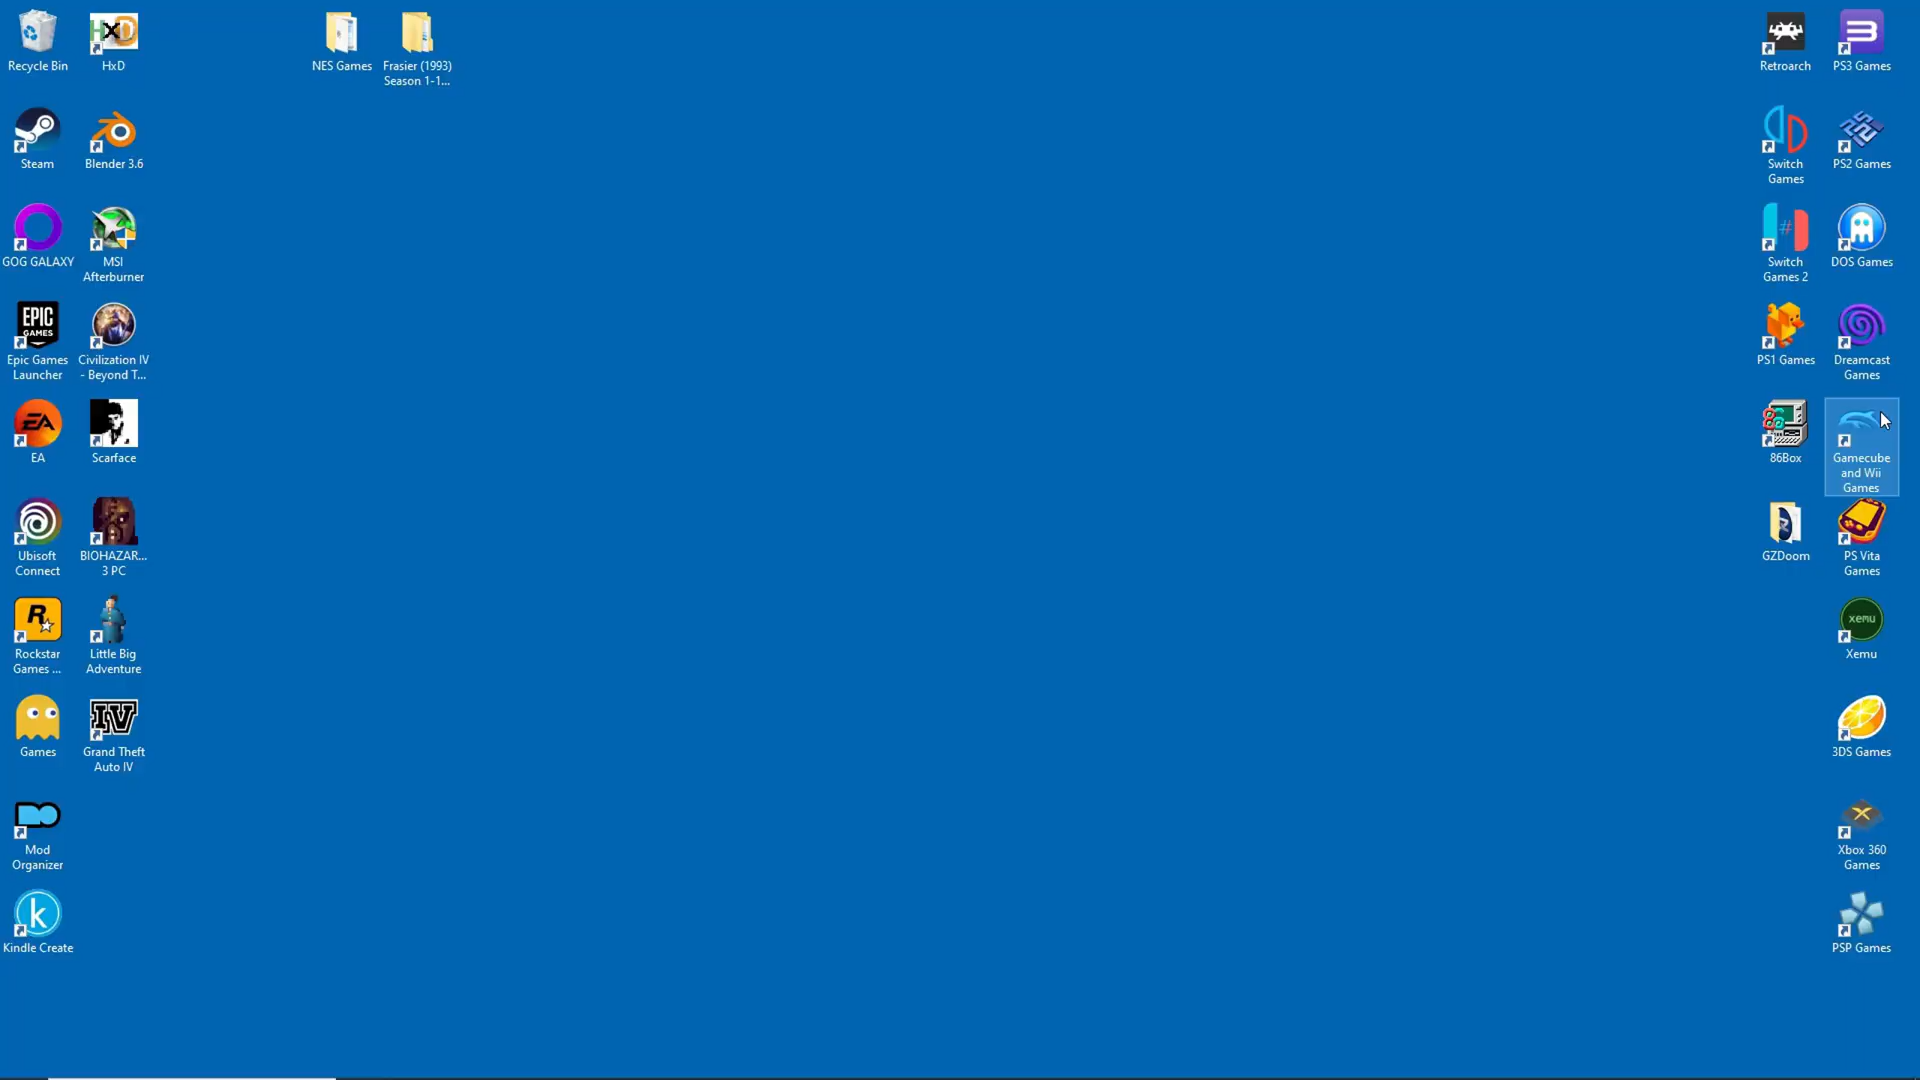 Recycle Bin
HxD
NES Games
Frasier (1993)
Season 1-1...
Retroarch
PS3 Games
Steam
Blender 3.6
Switch
Games
PS2 Games
GOG GALAXY
MSI
Afterburner
#
Switch
Games 2
DOS Games
EPIC
GAMES
Epic Games
Launcher
Civilization IV
- Beyond T...
PS1 Games
Dreamcast
Games
EA
EA
Scarface
86
86Box
Gamecube
and Wii
Games
Ubisoft
Connect
BIOHAZAR...
3 PC
GZDoom
PS Vita
Games
R
Rockstar
Games ...
Little Big
Adventure
xemu
Xemu
Games
IV
Grand Theft
Auto IV
3DS Games
Mod
Organizer
X
Xbox 360
Games
k
Kindle Create
PSP Games